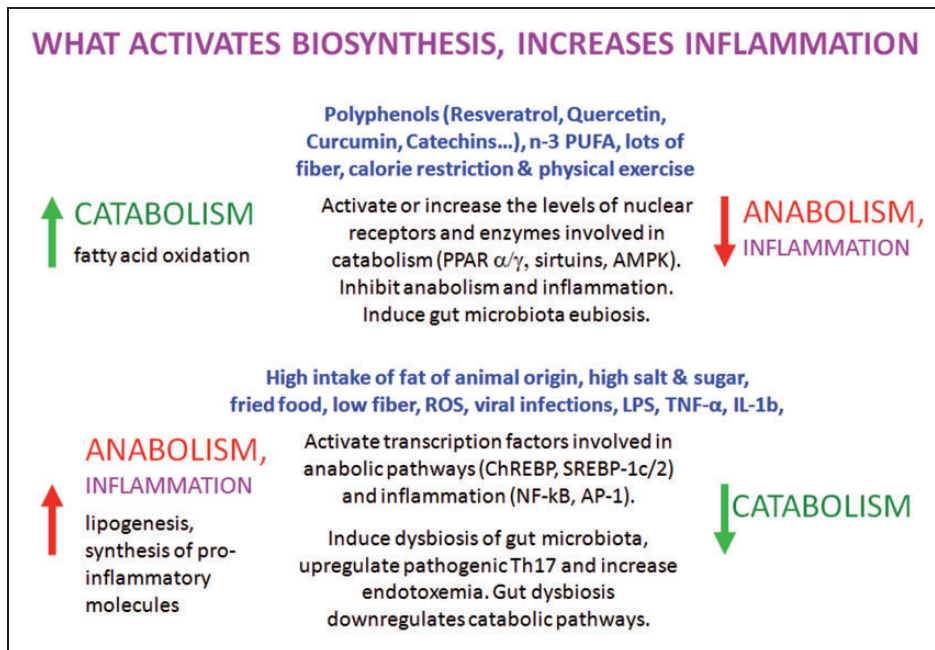 WHAT ACTIVATES BIOSYNTHESIS, INCREASES INFLAMMATION
Polyphenols (Resveratrol, Quercetin,
Curcumin, Catechins...), n-3 PUFA, lots of
fiber, calorie restriction & physical exercise
CATABOLISM
fatty acid oxidation
Activate or increase the levels of nuclear
receptors and enzymes involved in
catabolism (PPAR α/γ, sirtuins, AMPK).
Inhibit anabolism and inflammation.
Induce gut microbiota eubiosis.
ANABOLISM,
INFLAMMATION
High intake of fat of animal origin, high salt & sugar,
fried food, low fiber, ROS, viral infections, LPS, TNF-α, IL-1b,
ANABOLISM,
INFLAMMATION
lipogenesis,
synthesis of pro-
inflammatory
molecules
Activate transcription factors involved in
anabolic pathways (ChREBP, SREBP-1c/2)
and inflammation (NF-kB, AP-1).
Induce dysbiosis of gut microbiota,
upregulate pathogenic Th17 and increase
endotoxemia. Gut dysbiosis
downregulates catabolic pathways.
CATABOLISM